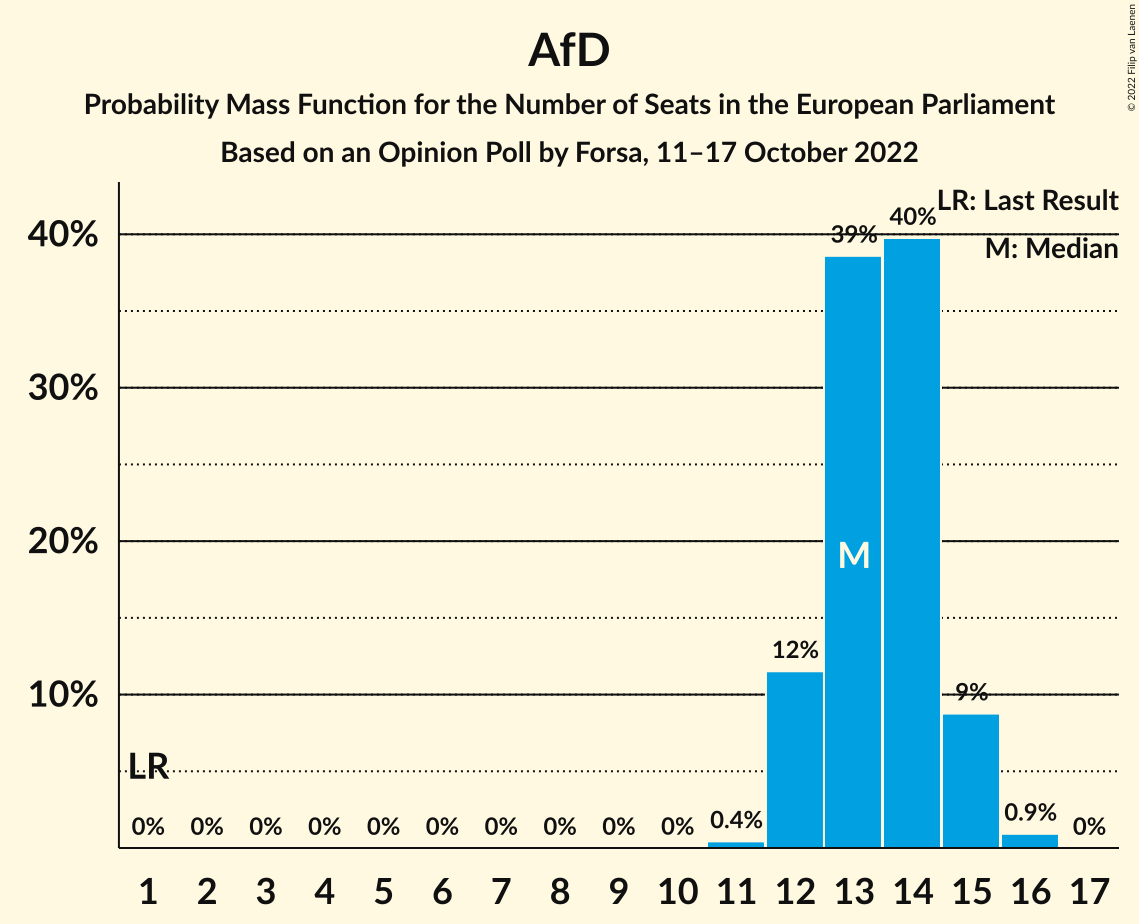 AfD
Probability Mass Function for the Number of Seats in the European Parliament
Based on an Opinion Poll by Forsa, 11–17 October 2022
© 2022 Filip van Laenen
LR: Last Result
M: Median
40%
30%
20%
10%
40%
39%
M
12%
9%
LR
0% 0% 0% 0% 0% 0% 0% 0% 0% 0% 0.4% 0.9% 0%
1 2 3 4 5 6 7 8 9 10 11 12 13 14 15 16 17